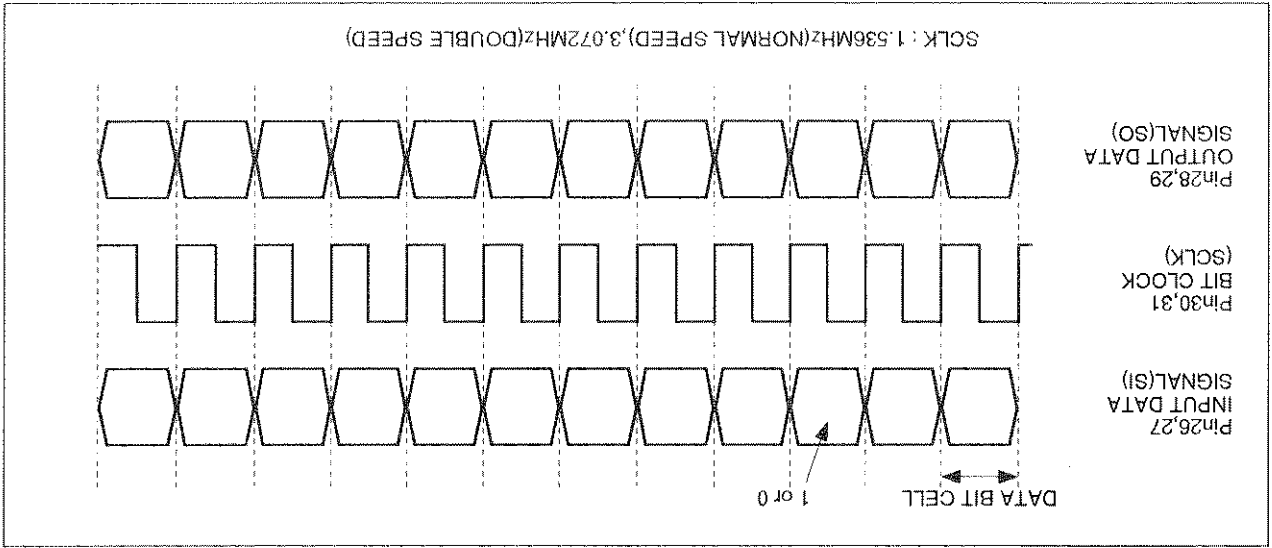 DATA BIT CELL
1 or 0
Pin26,27
INPUT DATA
SIGNAL(SI)
Pin30,31
BIT CLOCK
(SCLK)
Pin28,29
OUTPUT DATA
SIGNAL(SO)
SCLK : 1.536MHz(NORMAL SPEED),3.072MHz(DOUBLE SPEED)